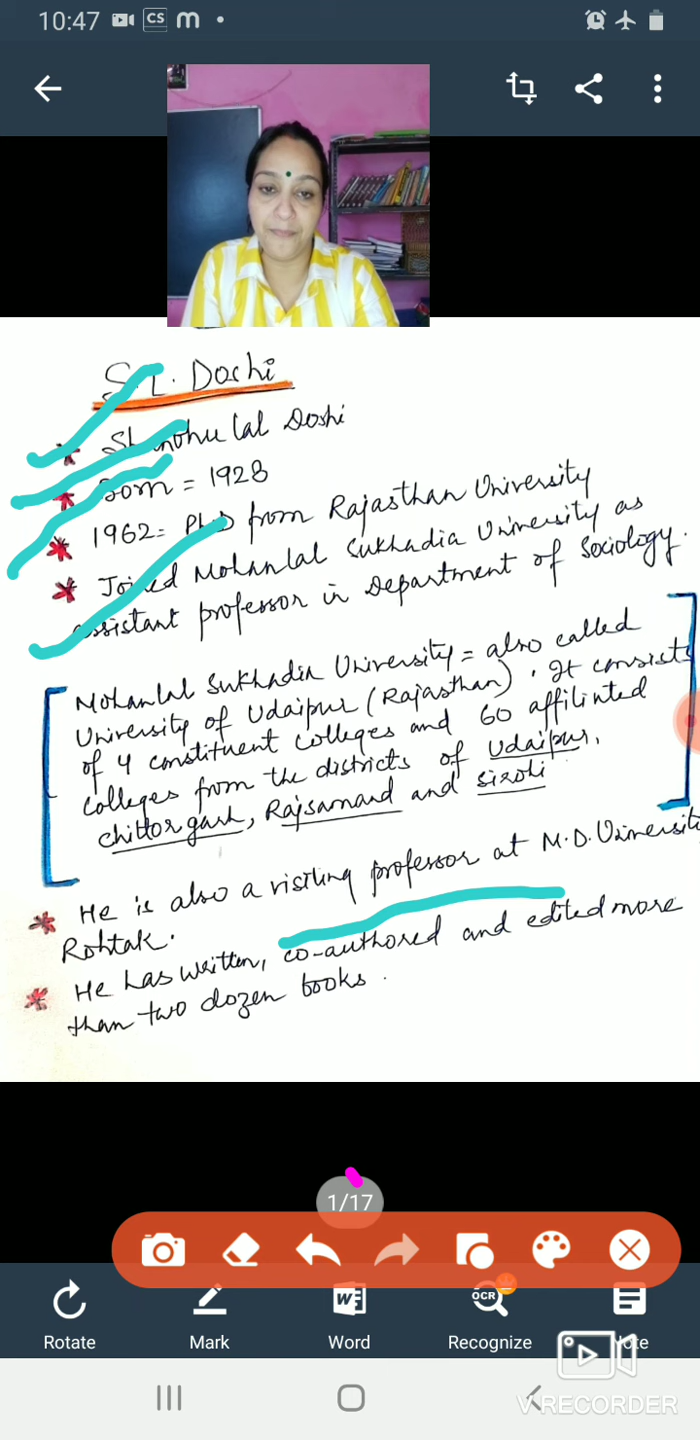 10:47
CS
S.L. Doshi
* Shambhu lal Doshi
* Born = 1928
* 1962 = PhD from Rajasthan University
* Joined Mohanlal Sukhadia University as
assistant professor in Department of Sociology.
Mohanlal Sukhadia University = also called
University of Udaipur (Rajasthan). It consists
of 4 constituent colleges and 60 affilinted
colleges from the districts of Udaipur,
chittorgarh, Rajsamand and Sirohi
* He is also a visiting professor at M.D. University
Rohtak.
* He has written, co-authored and edited more
than two dozen books.
1/17
W
OCR
Rotate
Mark
Word
Recognize
Note
V RECORDER